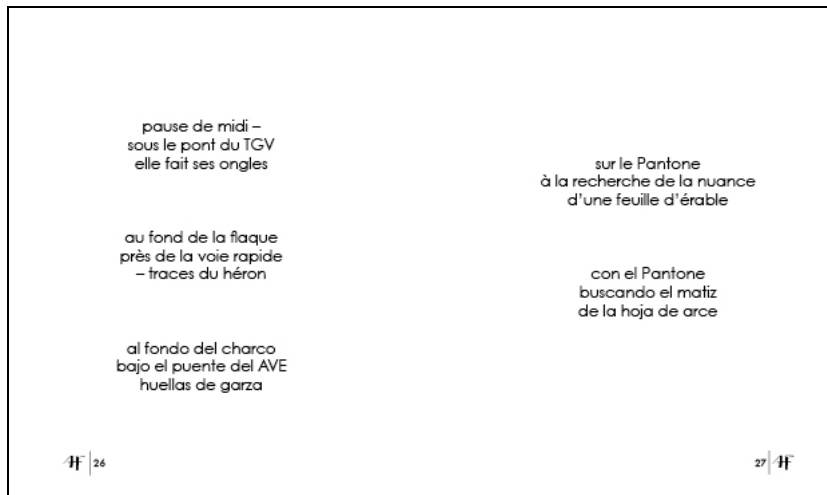 pause de midi –
sous le pont du TGV
elle fait ses ongles
au fond de la flaque
près de la voie rapide
– traces du héron
al fondo del charco
bajo el puente del AVE
huellas de garza
26
sur le Pantone
à la recherche de la nuance
d'une feuille d'érable
con el Pantone
buscando el matiz
de la hoja de arce
27